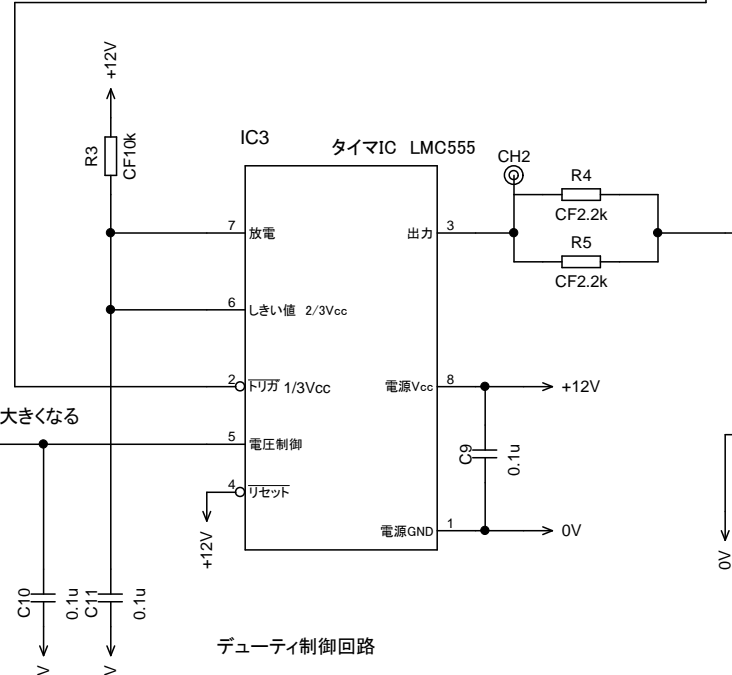 +12V
R3
CF10k
IC3
タイマIC LMC555
CH2
R4
CF2.2k
R5
CF2.2k
7
放電
出力
3
6
しきい値 2/3Vcc
2
トリガ 1/3Vcc
電源Vcc
8
+12V
大きくなる
5
電圧制御
C9
0.1u
4
リセット
+12V
電源GND
1
0V
0V
C10
0.1u
C11
0.1u
デューティ制御回路
V
V